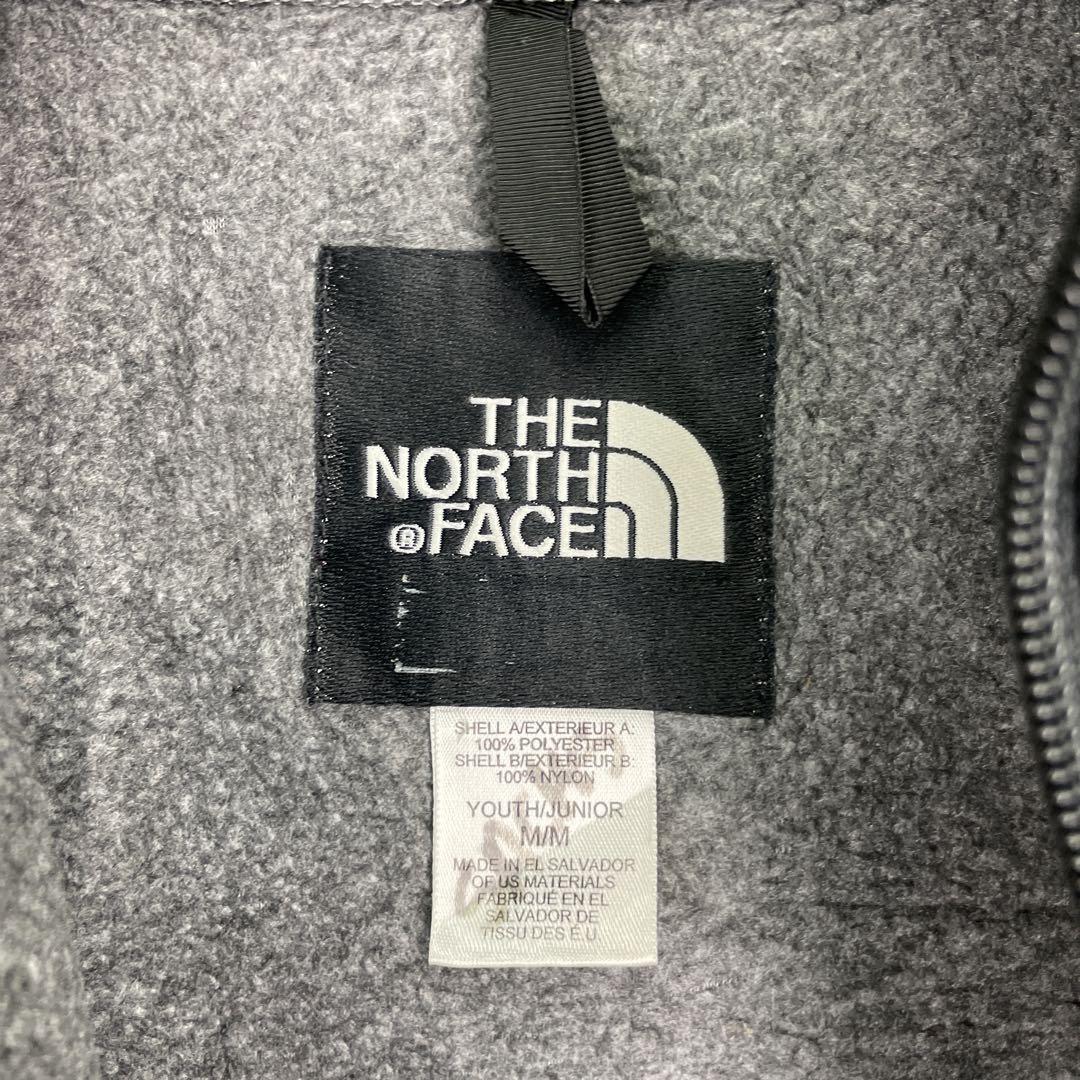 THE
NORTH
® FACE
SHELL A/EXTERIEUR A:
100% POLYESTER
SHELL B/EXTERIEUR B:
100% NYLON
YOUTH/JUNIOR
M/M
MADE IN EL SALVADOR
OF US MATERIALS
FABRIQUÉ EN EL
SALVADOR DE
TISSU DES É.U.